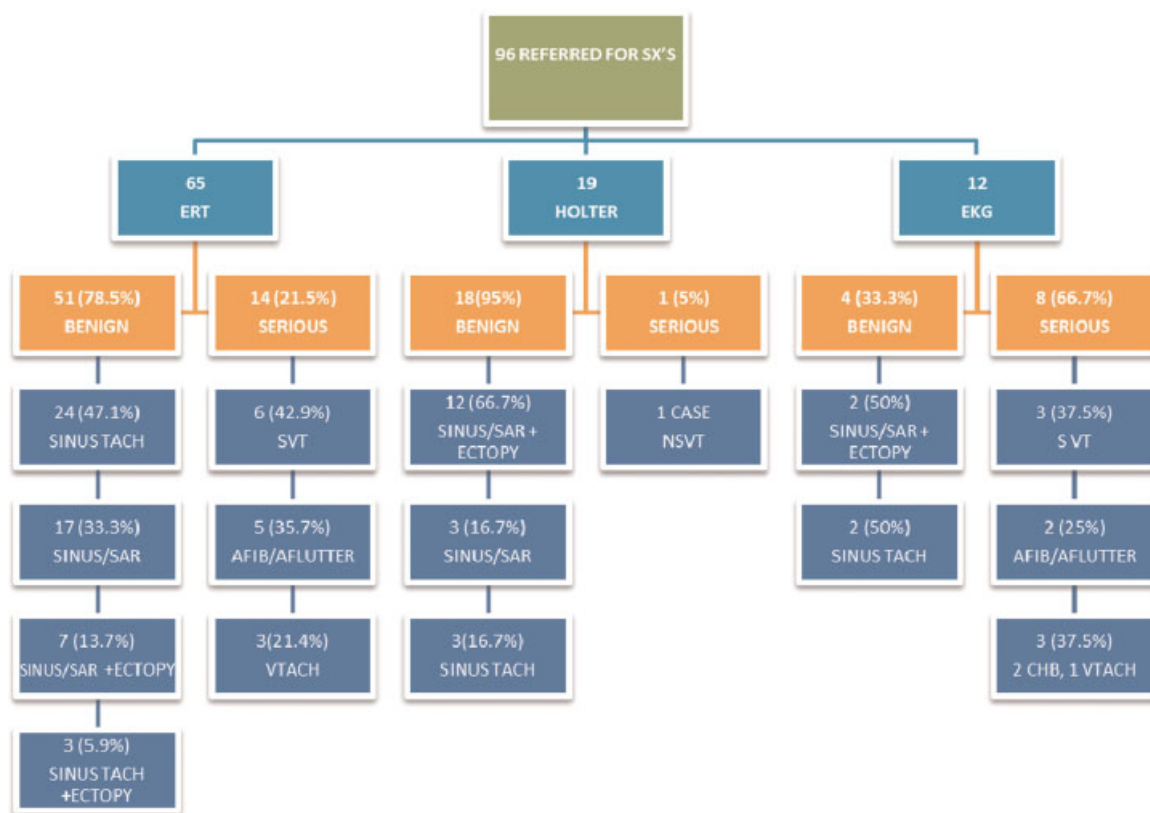 96 REFERRED FOR SX'S
65
ERT
19
HOLTER
12
EKG
51 (78.5%)
BENIGN
14 (21.5%)
SERIOUS
18(95%)
BENIGN
1 (5%)
SERIOUS
4 (33.3%)
BENIGN
8 (66.7%)
SERIOUS
24 (47.1%)
SINUS TACH
6 (42.9%)
SVT
12 (66.7%)
SINUS/SAR +
ECTOPY
1 CASE
NSVT
2 (50%)
SINUS/SAR +
ECTOPY
3 (37.5%)
S VT
17 (33.3%)
SINUS/SAR
5 (35.7%)
AFIB/AFLUTTER
3 (16.7%)
SINUS/SAR
2 (50%)
SINUS TACH
2 (25%)
AFIB/AFLUTTER
7 (13.7%)
SINUS/SAR +ECTOPY
3(21.4%)
VTACH
3(16.7%)
SINUS TACH
3 (37.5%)
2 CHB, 1 VTACH
3 (5.9%)
SINUS TACH
+ECTOPY